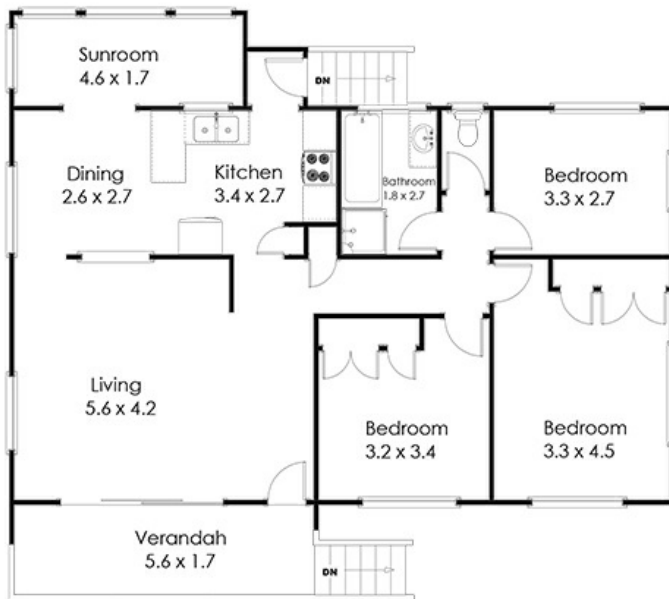 Sunroom
4.6 x 1.7
DN
Dining
2.6 x 2.7
Kitchen
3.4 x 2.7
Bathroom
1.8 x 2.7
Bedroom
3.3 x 2.7
Living
5.6 x 4.2
Bedroom
3.2 x 3.4
Bedroom
3.3 x 4.5
Verandah
5.6 x 1.7
DN